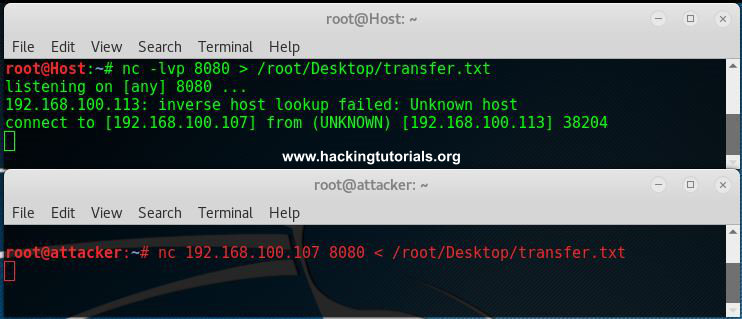 root@Host: ~
File Edit View Search Terminal Help
root@Host:~# nc -lvp 8080 > /root/Desktop/transfer.txt
listening on [any] 8080 ...
192.168.100.113: inverse host lookup failed: Unknown host
connect to [192.168.100.107] from (UNKNOWN) [192.168.100.113] 38204
www.hackingtutorials.org
root@attacker: ~
File Edit View Search Terminal Help
root@attacker:~# nc 192.168.100.107 8080 < /root/Desktop/transfer.txt